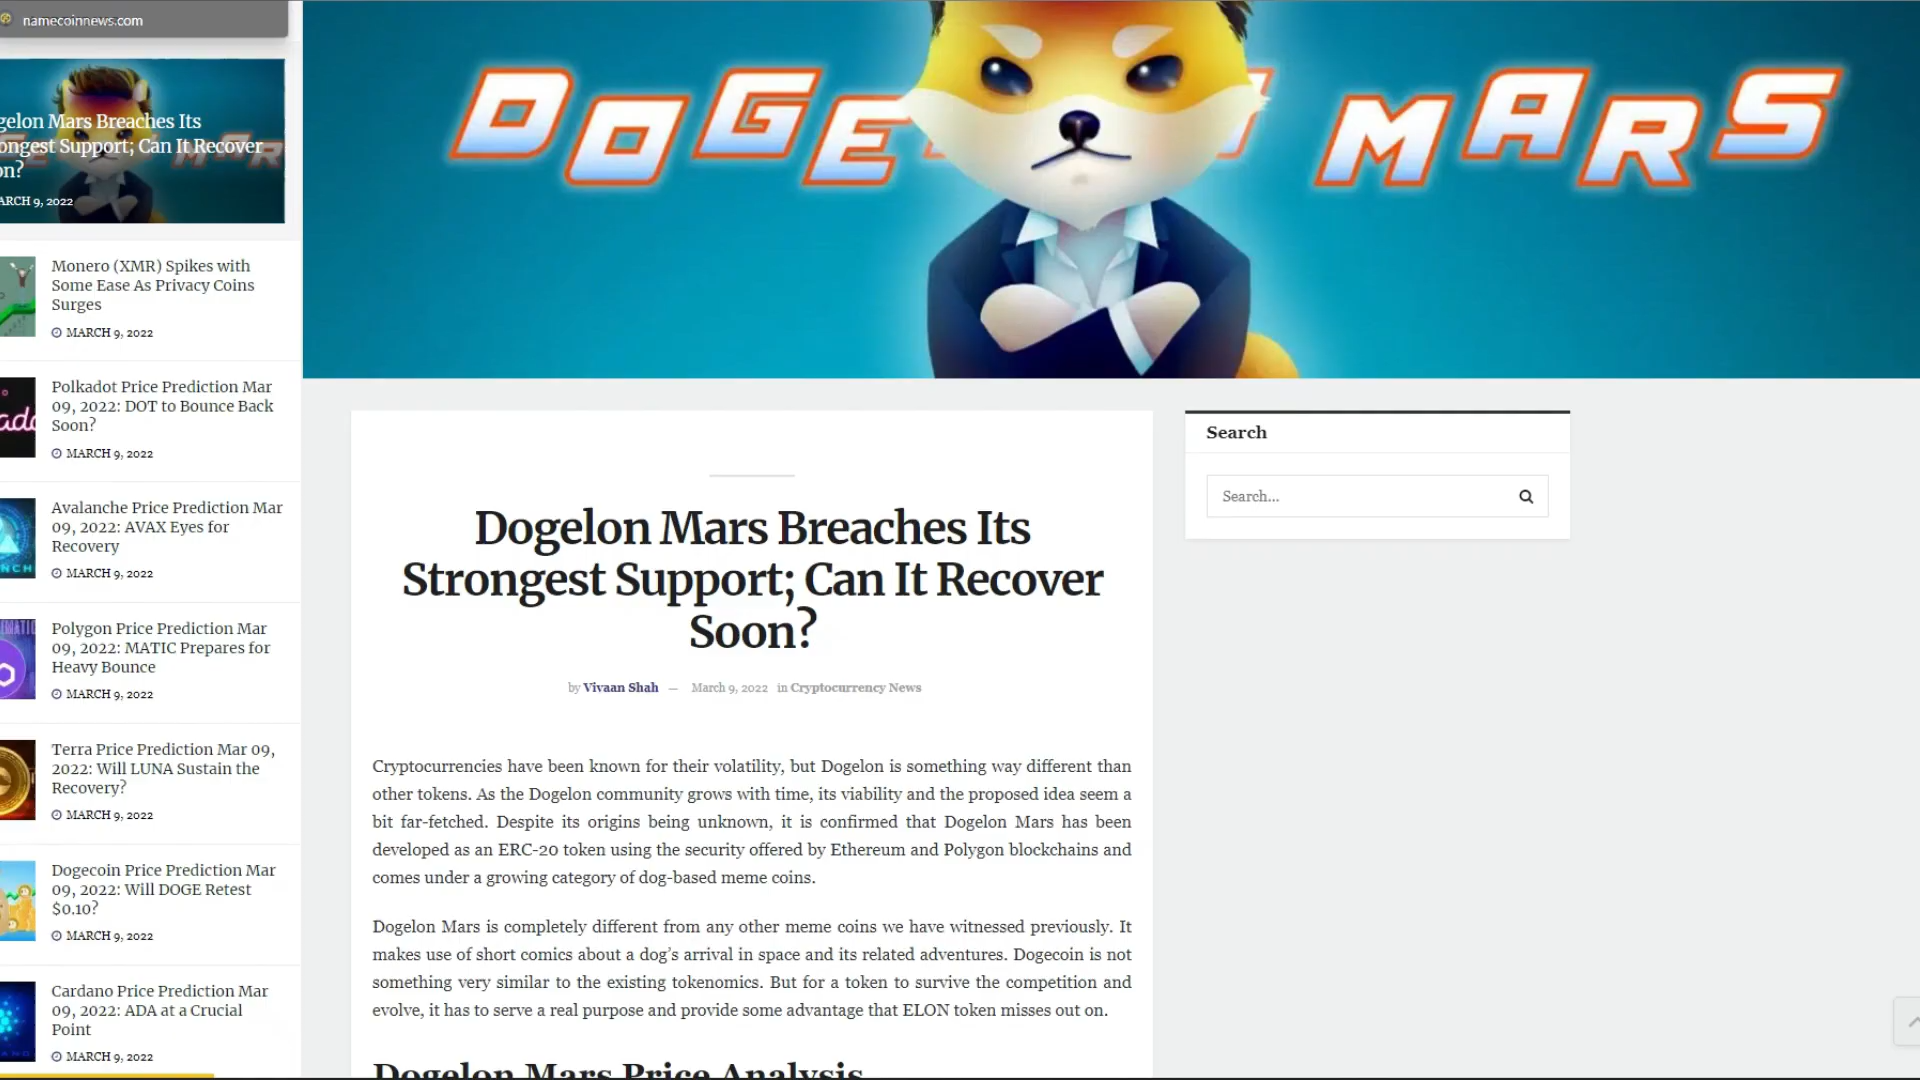 namecoinnews.com
gelon Mars Breaches Its
ongest Support; Can It Recover
on?
ARCH 9, 2022
Monero (XMR) Spikes with
Some Ease As Privacy Coins
Surges
MARCH 9, 2022
Polkadot Price Prediction Mar
09, 2022: DOT to Bounce Back
Soon?
MARCH 9, 2022
Avalanche Price Prediction Mar
09, 2022: AVAX Eyes for
Recovery
MARCH 9, 2022
Polygon Price Prediction Mar
09, 2022: MATIC Prepares for
Heavy Bounce
MARCH 9, 2022
Terra Price Prediction Mar 09,
2022: Will LUNA Sustain the
Recovery?
MARCH 9, 2022
Dogecoin Price Prediction Mar
09, 2022: Will DOGE Retest
$0.10?
MARCH 9, 2022
Cardano Price Prediction Mar
09, 2022: ADA at a Crucial
Point
MARCH 9, 2022
DOGE MARS
Dogelon Mars Breaches Its
Strongest Support; Can It Recover
Soon?
by Vivaan Shah — March 9, 2022 in Cryptocurrency News
Cryptocurrencies have been known for their volatility, but Dogelon is something way different than
other tokens. As the Dogelon community grows with time, its viability and the proposed idea seem a
bit far-fetched. Despite its origins being unknown, it is confirmed that Dogelon Mars has been
developed as an ERC-20 token using the security offered by Ethereum and Polygon blockchains and
comes under a growing category of dog-based meme coins.
Dogelon Mars is completely different from any other meme coins we have witnessed previously. It
makes use of short comics about a dog's arrival in space and its related adventures. Dogecoin is not
something very similar to the existing tokenomics. But for a token to survive the competition and
evolve, it has to serve a real purpose and provide some advantage that ELON token misses out on.
Dogelon Mars Price Analysis
Search
Search...